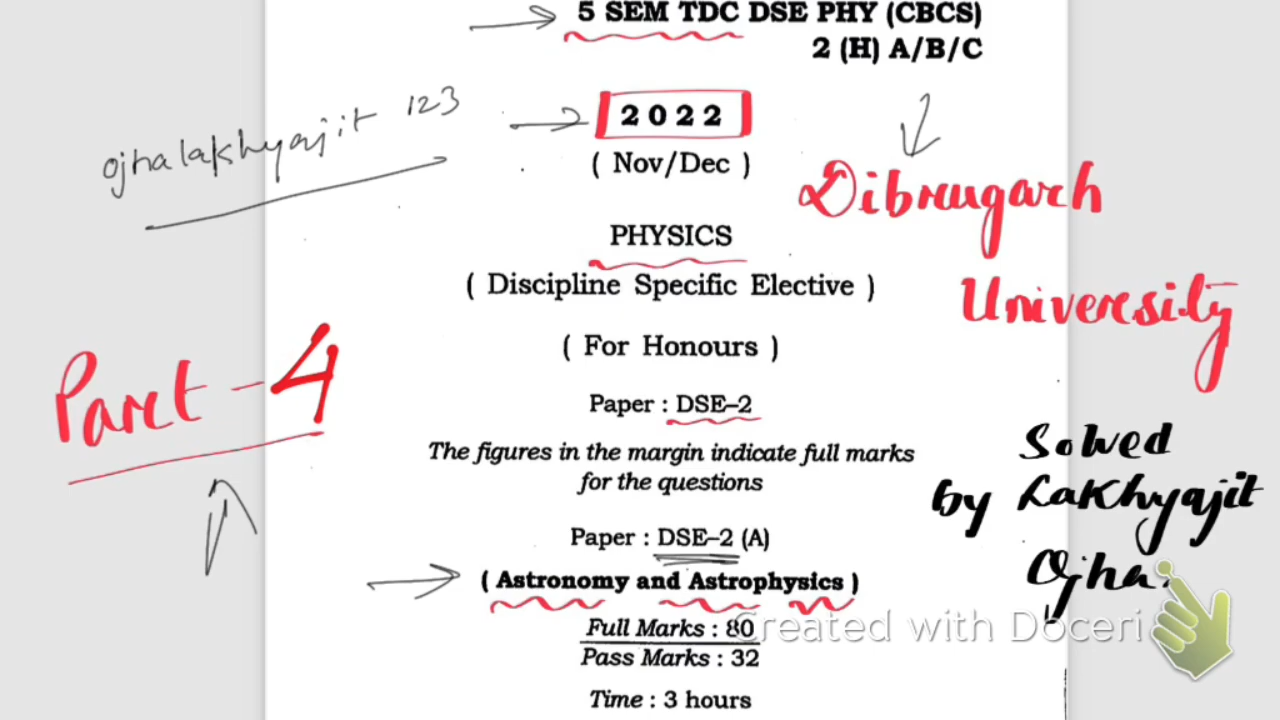 5 SEM TDC DSE PHY (CBCS)
2 (H) A/B/C
ojhalakhyajit 123
2022
( Nov/Dec )
Dibrugarh
University
PHYSICS
( Discipline Specific Elective )
( For Honours )
Part - 4
Paper : DSE–2
The figures in the margin indicate full marks
for the questions
Solved
by Lakhyajit
Ojha
Paper : DSE–2 (A)
( Astronomy and Astrophysics )
Full Marks : 80
Pass Marks : 32
Time : 3 hours
Created with Doceri